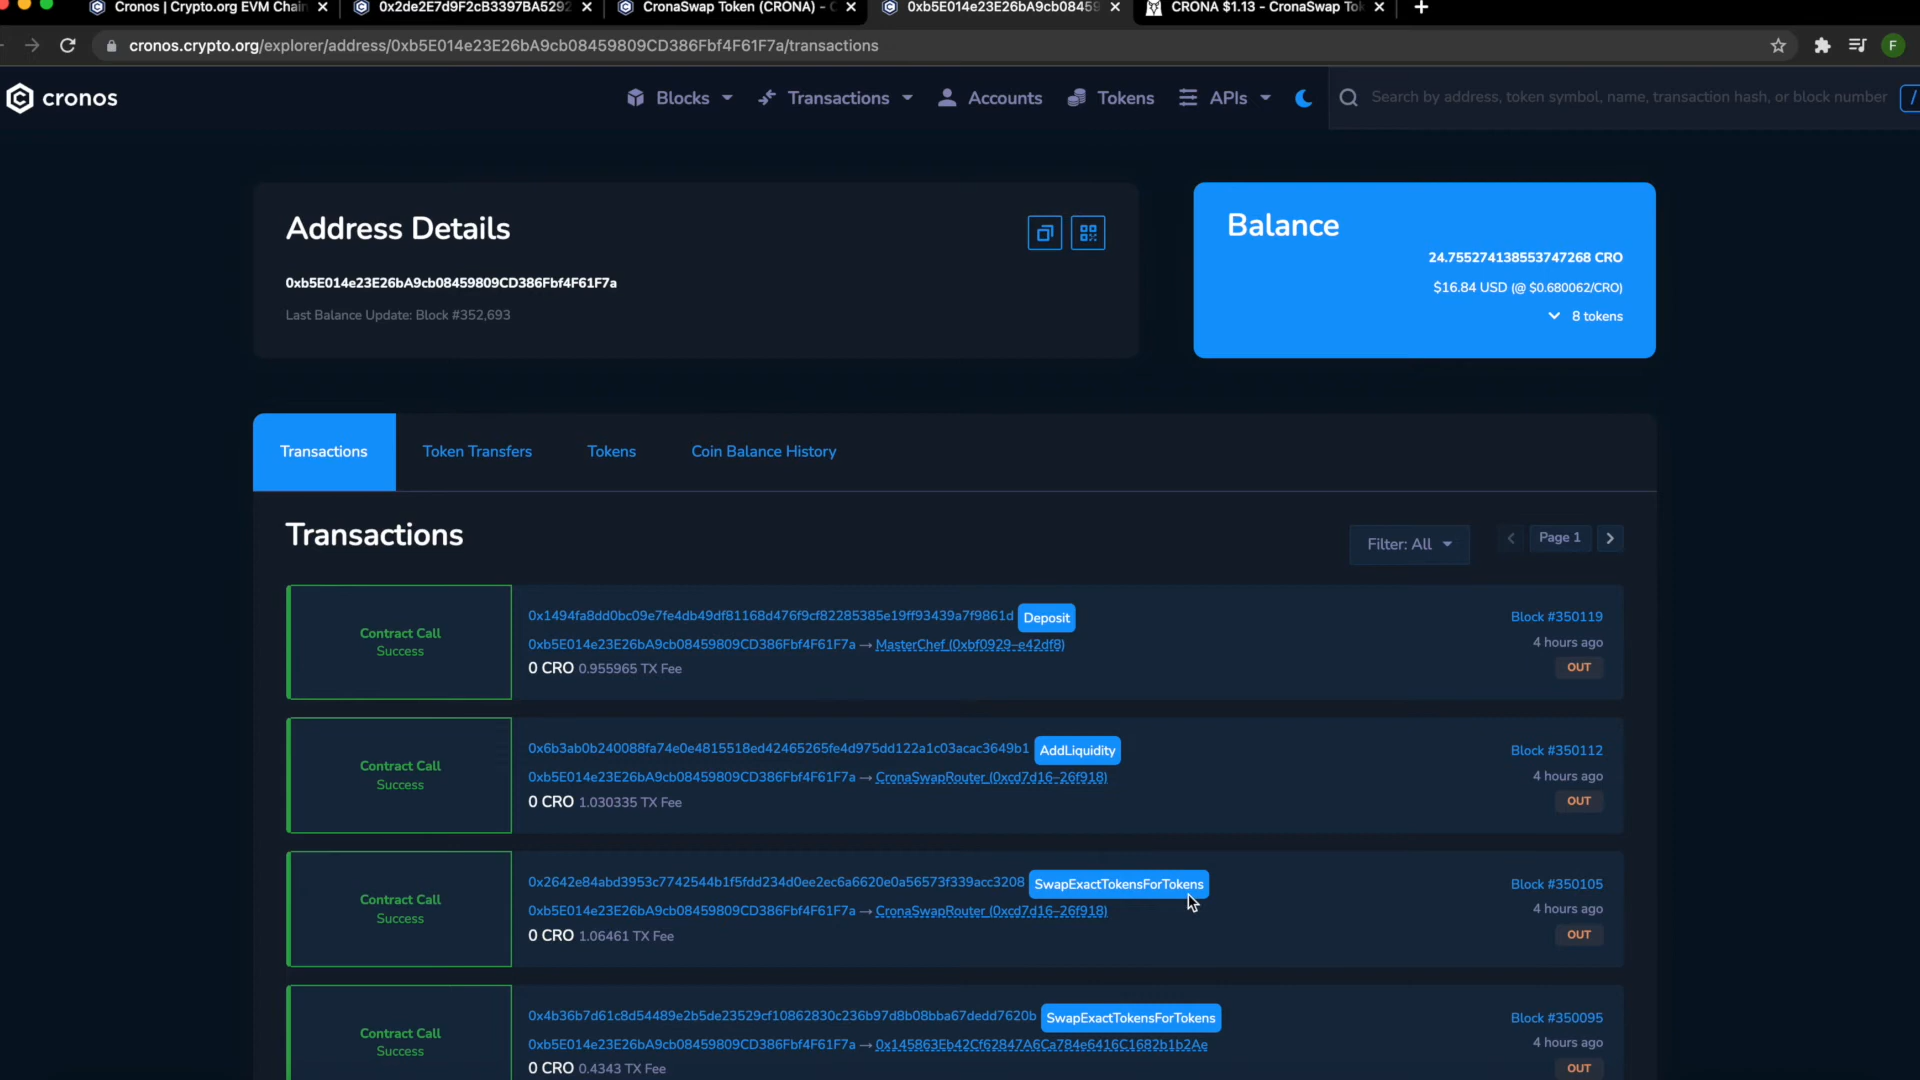 Cronos | Crypto.org EVM Chain
0x2de2E7d9F2cB3397BA5292
CronaSwap Token (CRONA) - C
0xb5E014e23E26bA9cb08459
CRONA $1.13 - CronaSwap Tok
cronos.crypto.org/explorer/address/0xb5E014e23E26bA9cb08459809CD386Fbf4F61F7a/transactions
F
cronos
Blocks
Transactions
Accounts
Tokens
APIs
Search by address, token symbol, name, transaction hash, or block number
/
Address Details
0xb5E014e23E26bA9cb08459809CD386Fbf4F61F7a
Last Balance Update: Block #352,693
Balance
24.755274138553747268 CRO
$16.84 USD (@ $0.680062/CRO)
8 tokens
Transactions
Token Transfers
Tokens
Coin Balance History
Transactions
Filter: All
Page 1
Contract Call
Success
0x1494fa8dd0bc09e7fe4db49df81168d476f9cf82285385e19ff93439a7f9861d Deposit
0xb5E014e23E26bA9cb08459809CD386Fbf4F61F7a → MasterChef (0xbf0929–e42df8)
0 CRO 0.955965 TX Fee
Block #350119
4 hours ago
OUT
Contract Call
Success
0x6b3ab0b240088fa74e0e4815518ed42465265fe4d975dd122a1c03acac3649b1 AddLiquidity
0xb5E014e23E26bA9cb08459809CD386Fbf4F61F7a → CronaSwapRouter (0xcd7d16–26f918)
0 CRO 1.030335 TX Fee
Block #350112
4 hours ago
OUT
Contract Call
Success
0x2642e84abd3953c7742544b1f5fdd234d0ee2ec6a6620e0a56573f339acc3208 SwapExactTokensForTokens
0xb5E014e23E26bA9cb08459809CD386Fbf4F61F7a → CronaSwapRouter (0xcd7d16–26f918)
0 CRO 1.06461 TX Fee
Block #350105
4 hours ago
OUT
Contract Call
Success
0x4b36b7d61c8d54489e2b5de23529cf10862830c236b97d8b08bba67dedd7620b SwapExactTokensForTokens
0xb5E014e23E26bA9cb08459809CD386Fbf4F61F7a → 0x145863Eb42Cf62847A6Ca784e6416C1682b1b2Ae
0 CRO 0.4343 TX Fee
Block #350095
4 hours ago
OUT